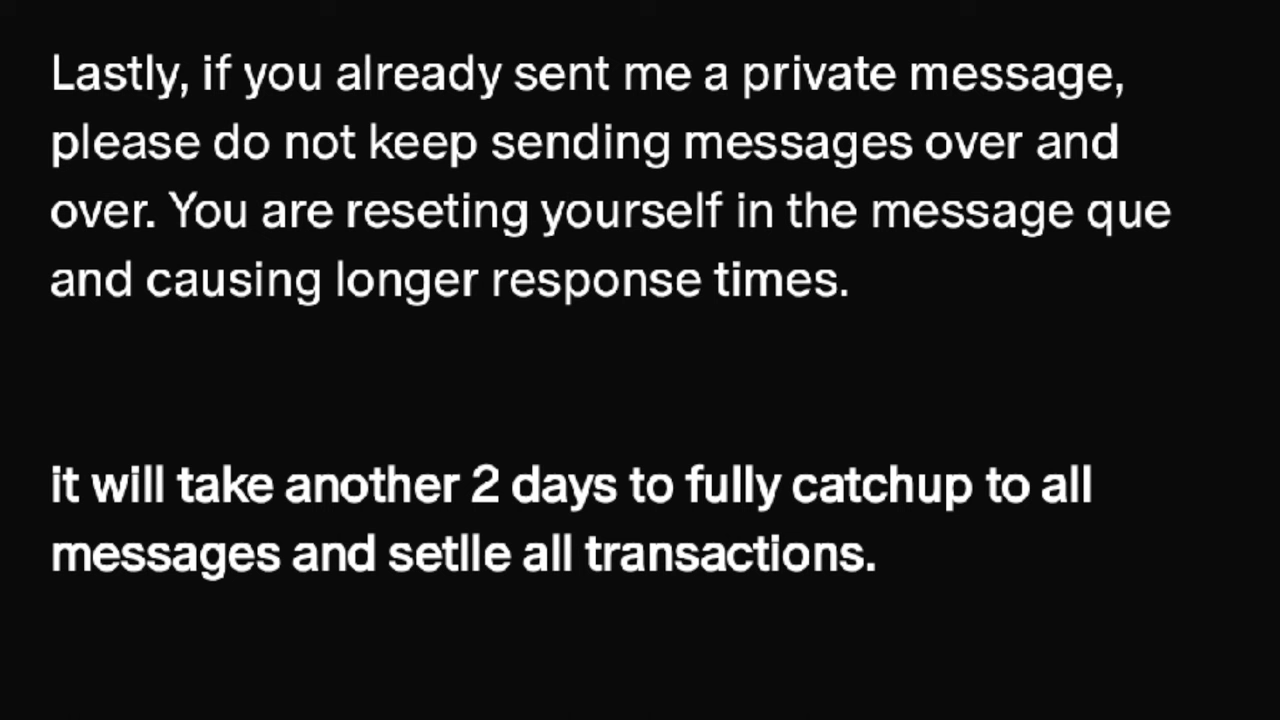 Lastly, if you already sent me a private message,
please do not keep sending messages over and
over. You are reseting yourself in the message que
and causing longer response times.
it will take another 2 days to fully catchup to all
messages and setlle all transactions.